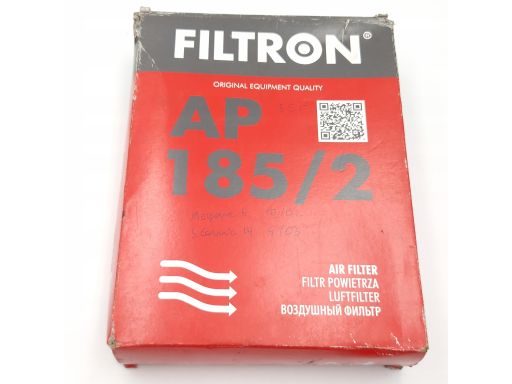 FILTRON®
ORIGINAL EQUIPMENT QUALITY
AP
185/2
AIR FILTER
FILTR POWIETRZA
LUFTFILTER
ВОЗДУШНЫЙ ФИЛЬТР